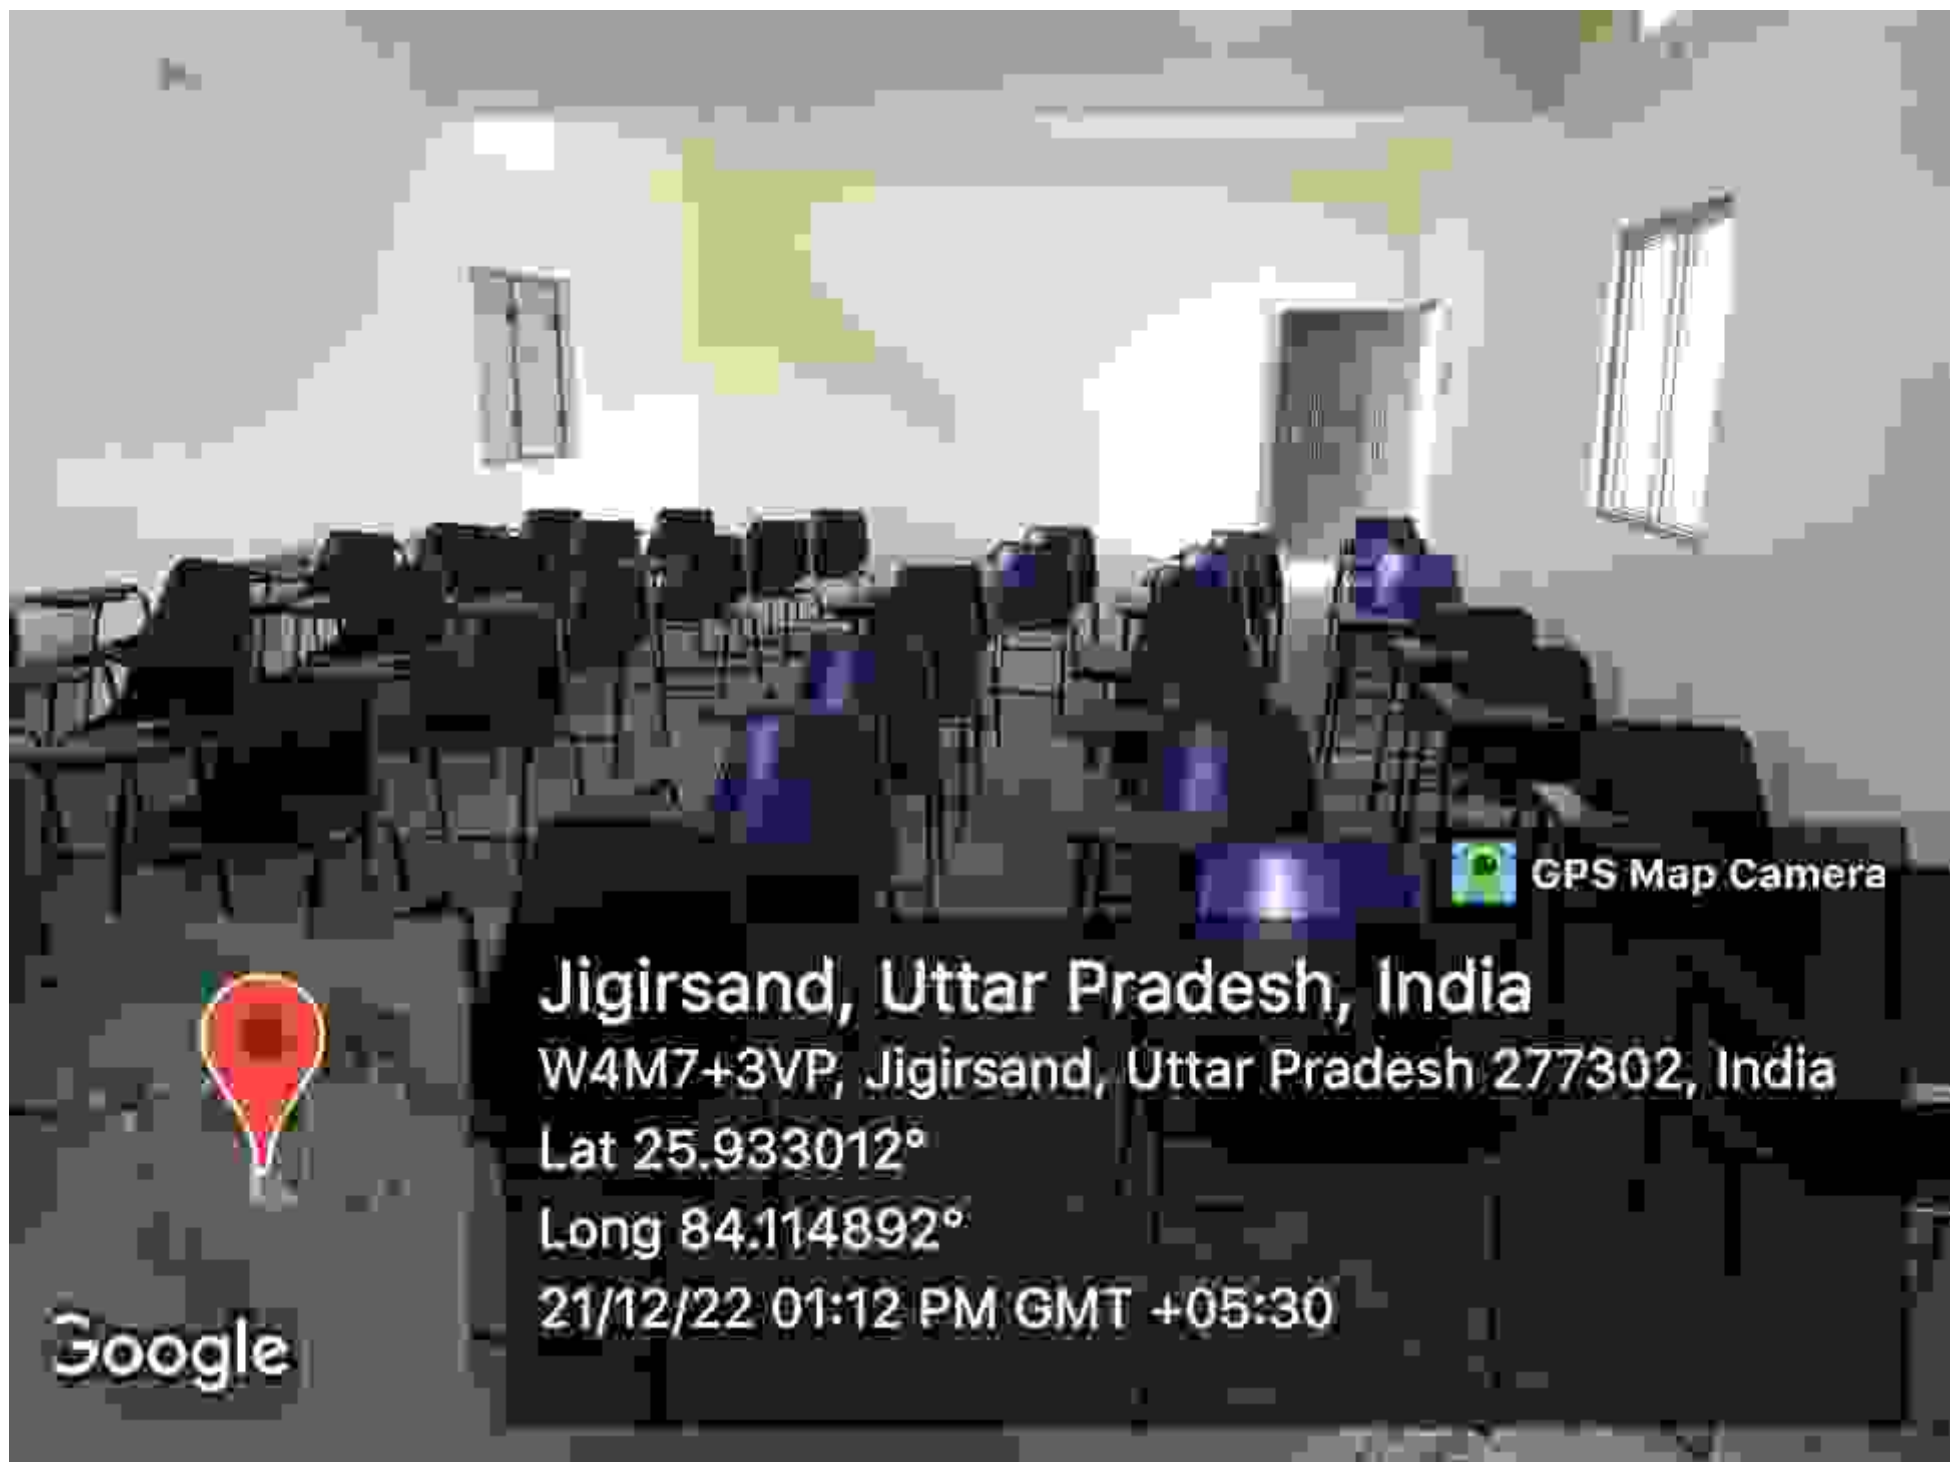 GPS Map Camera
Jigirsand, Uttar Pradesh, India
W4M7+3VP, Jigirsand, Uttar Pradesh 277302, India
Lat 25.933012°
Long 84.114892°
21/12/22 01:12 PM GMT +05:30
Google